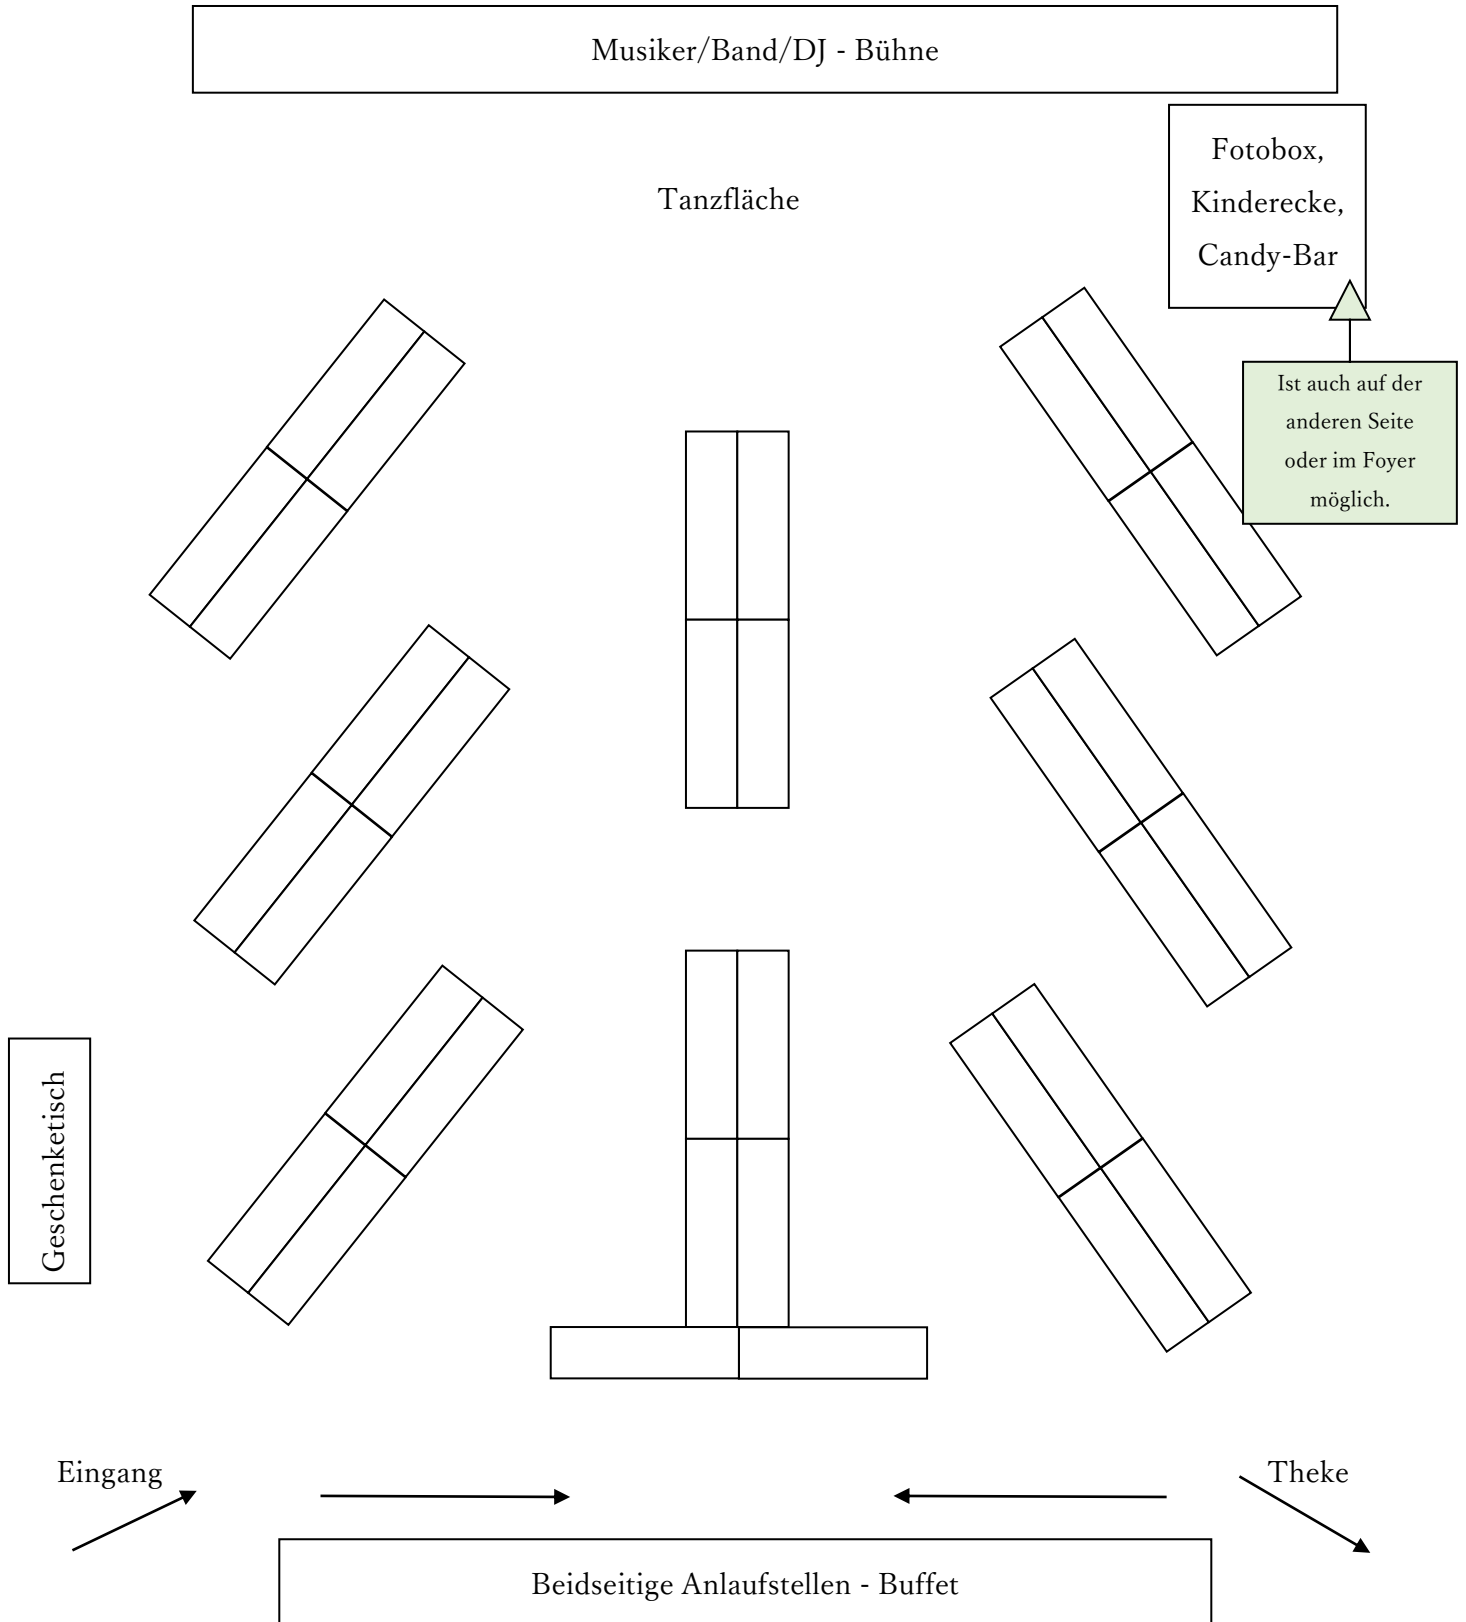 Musiker/Band/DJ - Bühne
Fotobox,
Kinderecke,
Candy-Bar
Tanzfläche
Ist auch auf der
anderen Seite
oder im Foyer
möglich.
Geschenketisch
Eingang
Theke
Beidseitige Anlaufstellen - Buffet